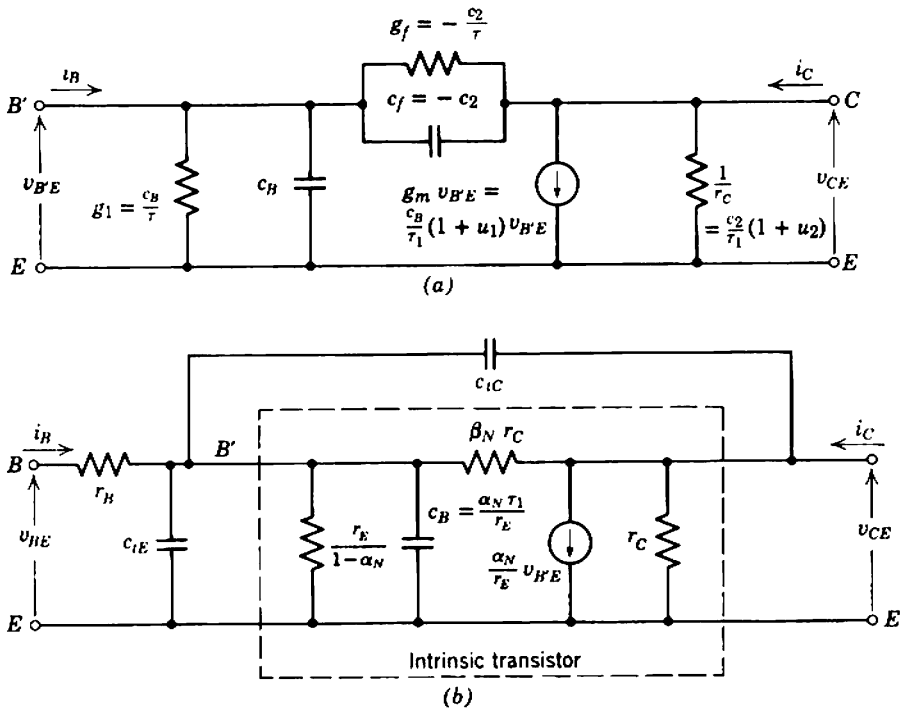 g_f = − c_2/τ
i_B
i_C
B'
c_f = − c_2
C
v_B'E
g_1 = c_B/τ
c_B
g_m v_B'E =
c_B/τ_1 (1 + u_1) v_B'E
1/r_C
= c_2/τ_1 (1 + u_2)
v_CE
E
E
(a)
c_tC
i_B
B'
β_N r_C
i_C
B
r_B
v_BE
c_tE
r_E/(1−α_N)
c_B = α_N τ_1/r_E
α_N/r_E v_B'E
r_C
v_CE
E
E
Intrinsic transistor
(b)